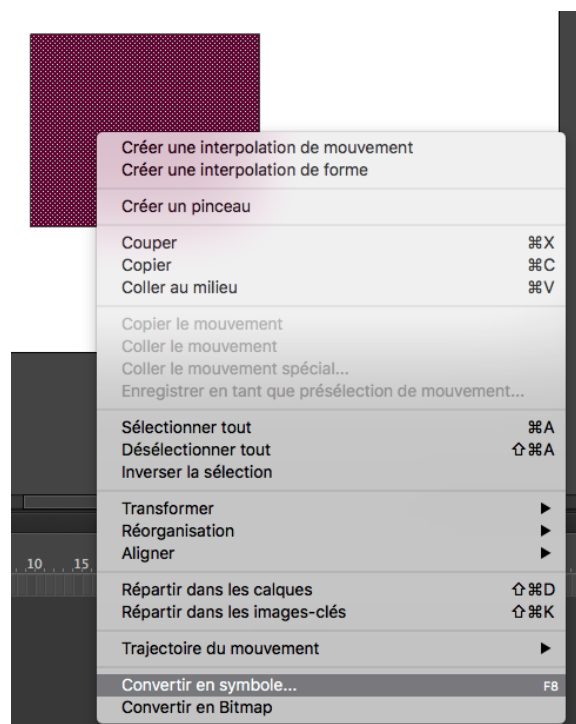 Créer une interpolation de mouvement
Créer une interpolation de forme
Créer un pinceau
Couper ⌘X
Copier ⌘C
Coller au milieu ⌘V
Copier le mouvement
Coller le mouvement
Coller le mouvement spécial...
Enregistrer en tant que présélection de mouvement...
Sélectionner tout ⌘A
Désélectionner tout ⇧⌘A
Inverser la sélection
Transformer ▶
Réorganisation ▶
10 15 Aligner ▶
Répartir dans les calques ⇧⌘D
Répartir dans les images-clés ⇧⌘K
Trajectoire du mouvement ▶
Convertir en symbole... F8
Convertir en Bitmap